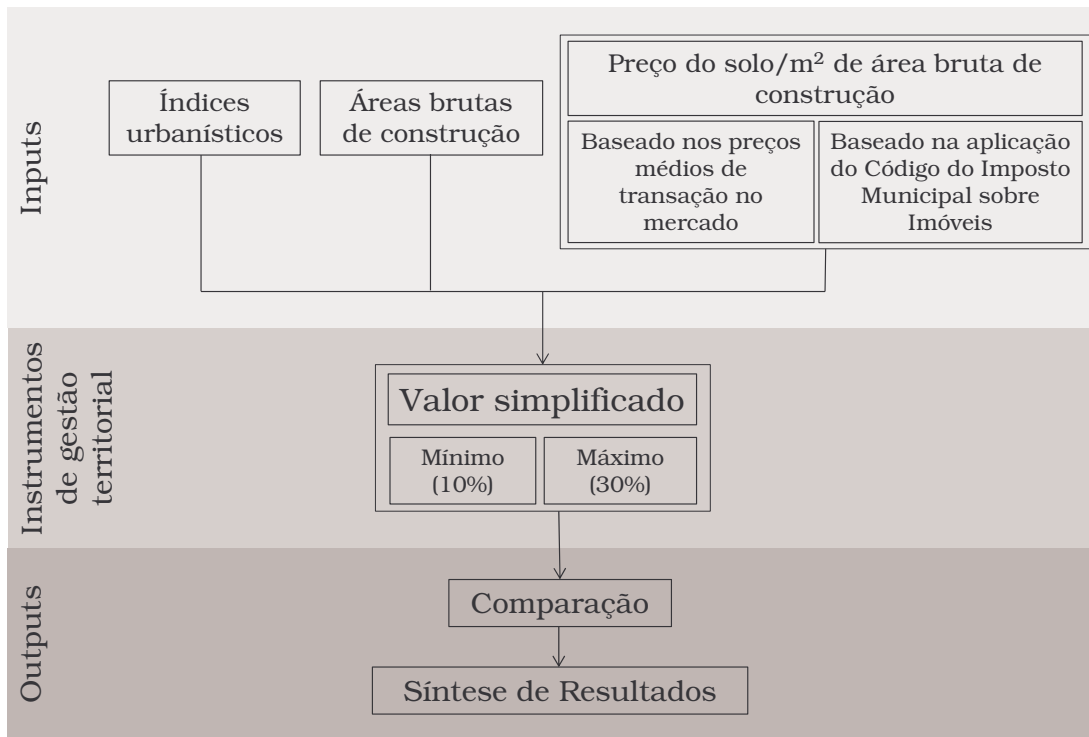 Inputs
Índices
urbanísticos
Áreas brutas
de construção
Preço do solo/m² de área bruta de
construção
Baseado nos preços
médios de
transação no
mercado
Baseado na aplicação
do Código do Imposto
Municipal sobre
Imóveis
Instrumentos
de gestão
territorial
Valor simplificado
Mínimo
(10%)
Máximo
(30%)
Outputs
Comparação
Síntese de Resultados